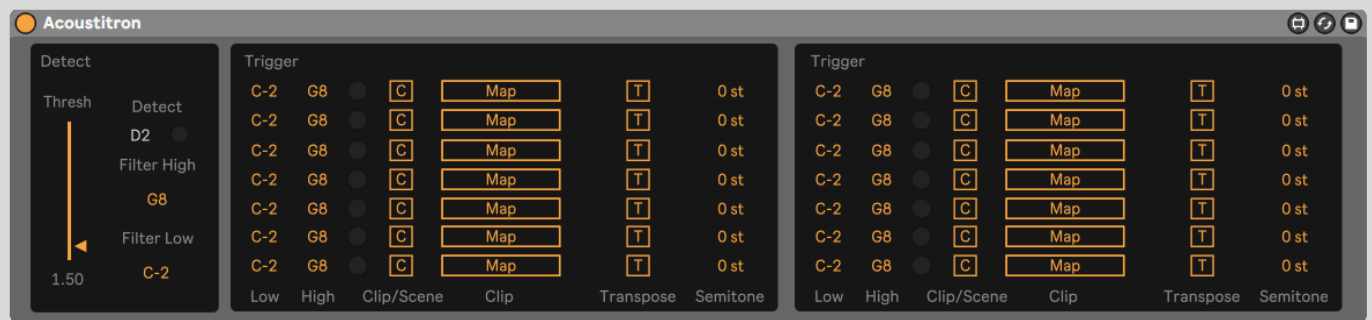 Acoustitron
Detect
Thresh
Detect
D2
Filter High
G8
Filter Low
C-2
1.50
Trigger
C-2 G8 C Map T 0 st
C-2 G8 C Map T 0 st
C-2 G8 C Map T 0 st
C-2 G8 C Map T 0 st
C-2 G8 C Map T 0 st
C-2 G8 C Map T 0 st
C-2 G8 C Map T 0 st
Low High Clip/Scene Clip Transpose Semitone
Trigger
C-2 G8 C Map T 0 st
C-2 G8 C Map T 0 st
C-2 G8 C Map T 0 st
C-2 G8 C Map T 0 st
C-2 G8 C Map T 0 st
C-2 G8 C Map T 0 st
C-2 G8 C Map T 0 st
Low High Clip/Scene Clip Transpose Semitone